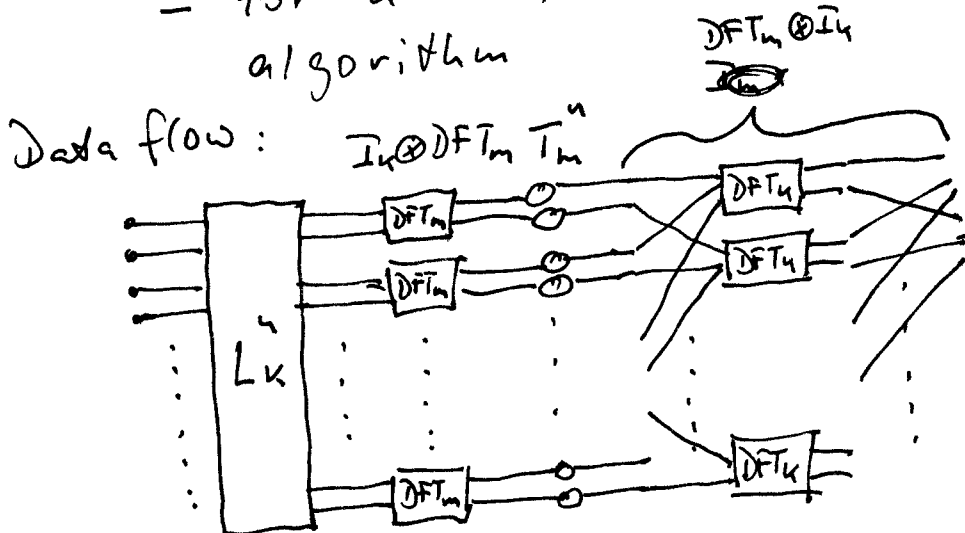 algorithm
DFTm ⊗ Ik
Data flow: Ik ⊗ DFTm Tmⁿ
DFTm
DFTk
DFTm
DFTk
Lkⁿ
DFTm
DFTk